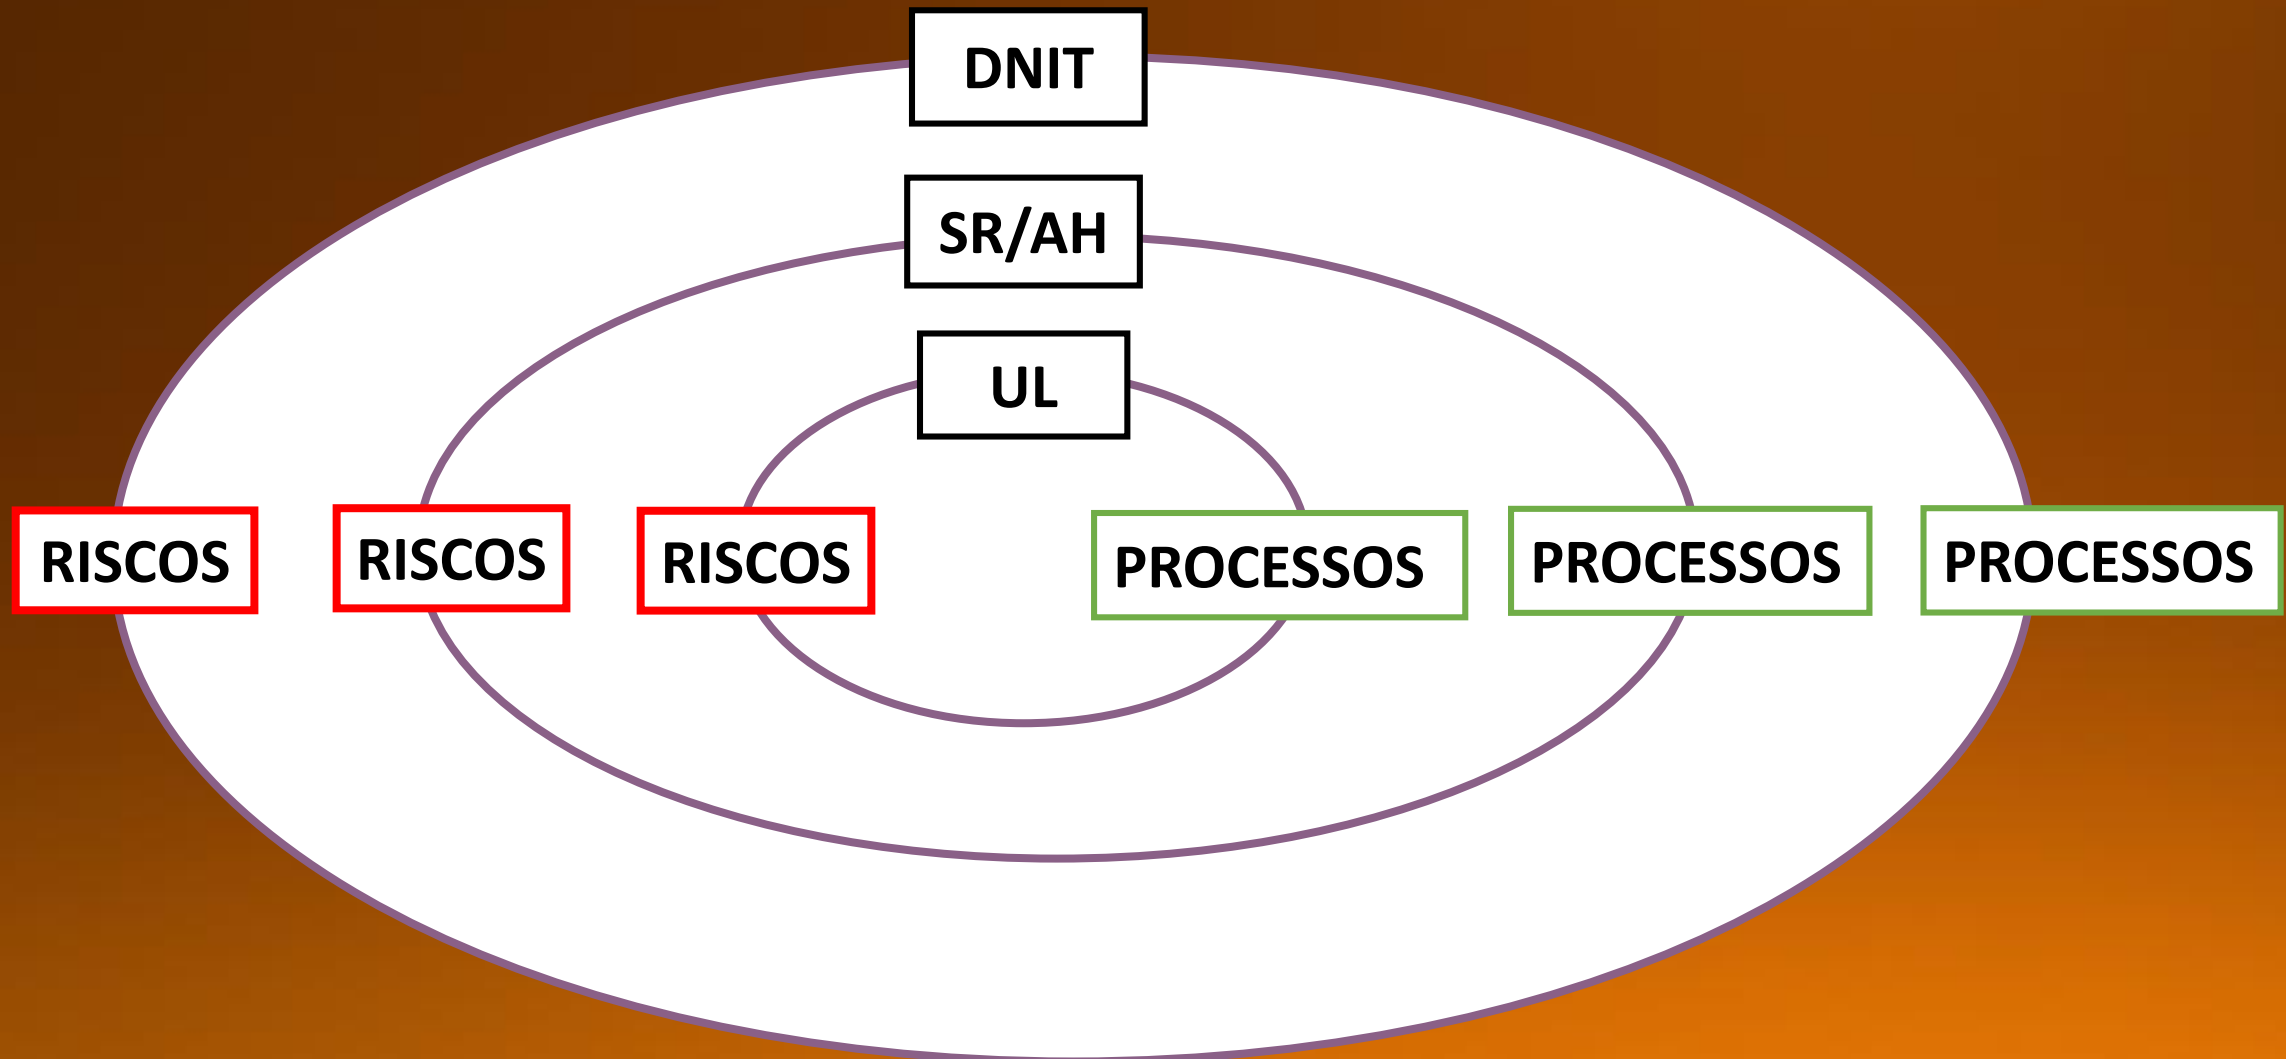 DNIT
SR/AH
UL
RISCOS
RISCOS
RISCOS
PROCESSOS
PROCESSOS
PROCESSOS